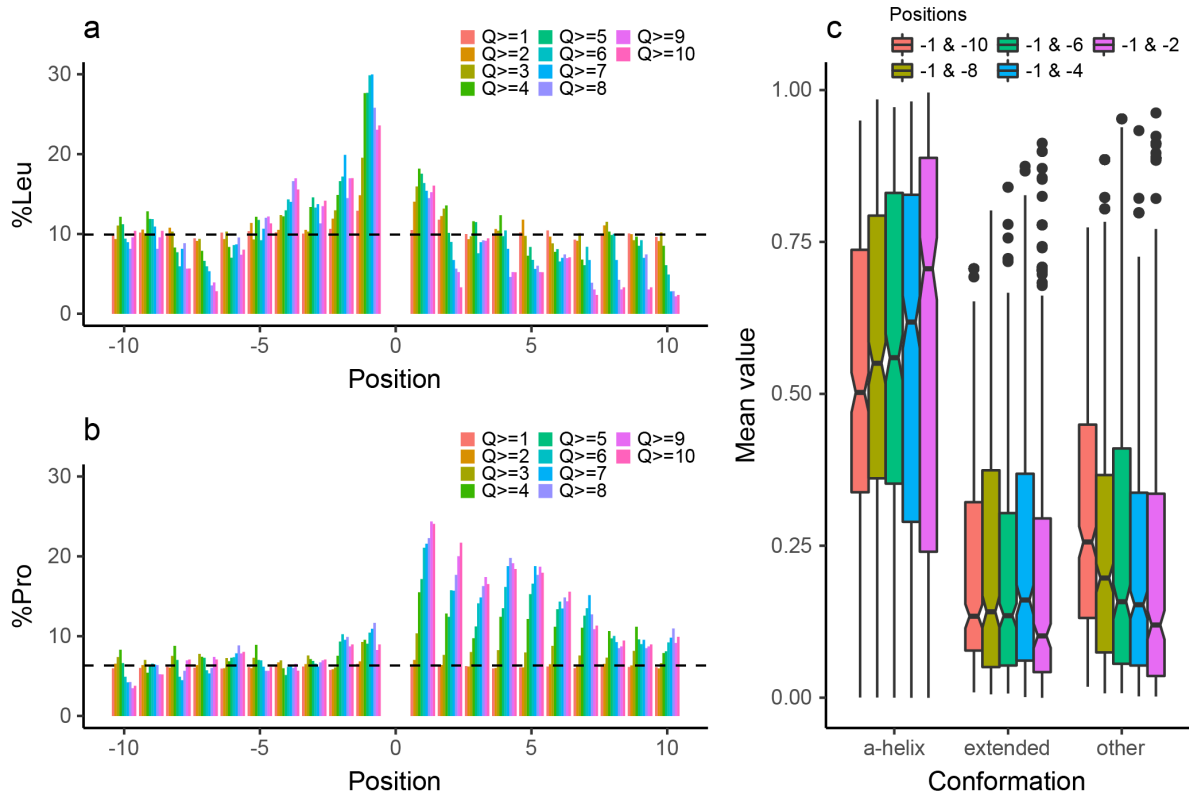 a
Q>=1 Q>=5 Q>=9
Q>=2 Q>=6 Q>=10
Q>=3 Q>=7
Q>=4 Q>=8
30
20
10
0
%Leu
-10 -5 0 5 10
Position
b
Q>=1 Q>=5 Q>=9
Q>=2 Q>=6 Q>=10
Q>=3 Q>=7
Q>=4 Q>=8
30
20
10
0
%Pro
-10 -5 0 5 10
Position
c
Positions
-1 & -10 -1 & -6 -1 & -2
-1 & -8 -1 & -4
1.00
0.75
0.50
0.25
0.00
Mean value
a-helix extended other
Conformation